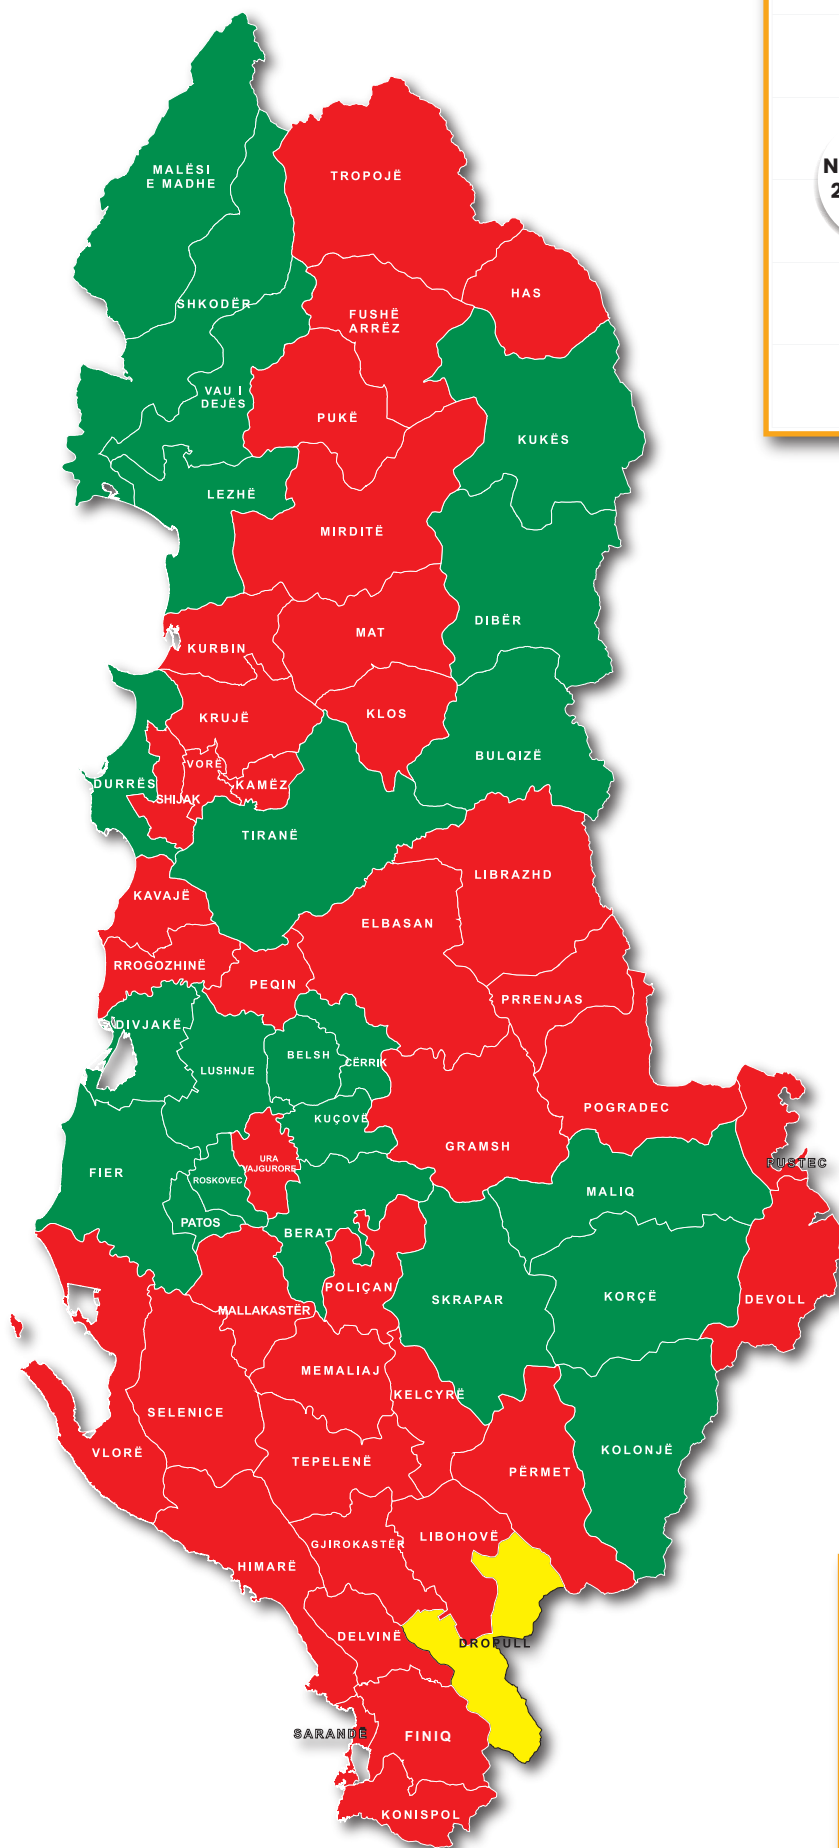 MALËSI
E MADHE
TROPOJË
HAS
SHKODËR
FUSHË
ARRËZ
VAU I
DEJËS
PUKË
KUKËS
LEZHË
MIRDITË
DIBËR
MAT
KURBIN
KLOS
KRUJË
BULQIZË
VORË
DURRËS
KAMËZ
SHIJAK
TIRANË
LIBRAZHD
KAVAJË
ELBASAN
RROGOZHINË
PEQIN
PRRENJAS
DIVJAKË
BELSH
CËRRIK
LUSHNJE
POGRADEC
KUÇOVË
GRAMSH
URA
VAJGURORE
PUSTEC
FIER
ROSKOVEC
MALIQ
PATOS
BERAT
POLIÇAN
SKRAPAR
KORÇË
DEVOLL
MALLAKASTËR
MEMALIAJ
KELCYRË
SELENICE
VLORË
TEPELENË
KOLONJË
PËRMET
LIBOHOVË
GJIROKASTËR
HIMARË
DELVINË
DROPULL
SARANDË
FINIQ
KONISPOL